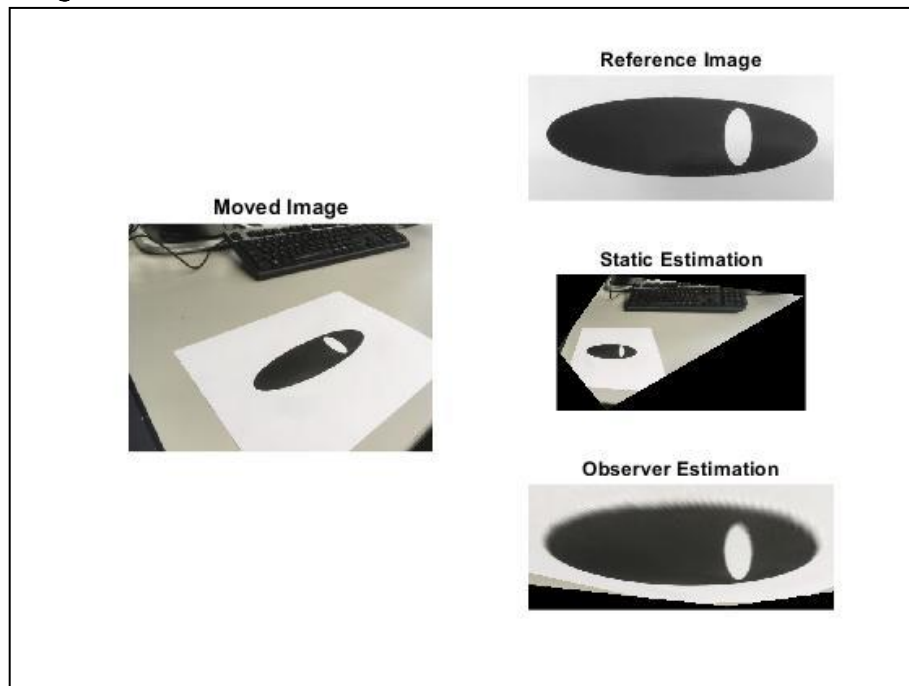 Moved Image
Reference Image
Static Estimation
Observer Estimation